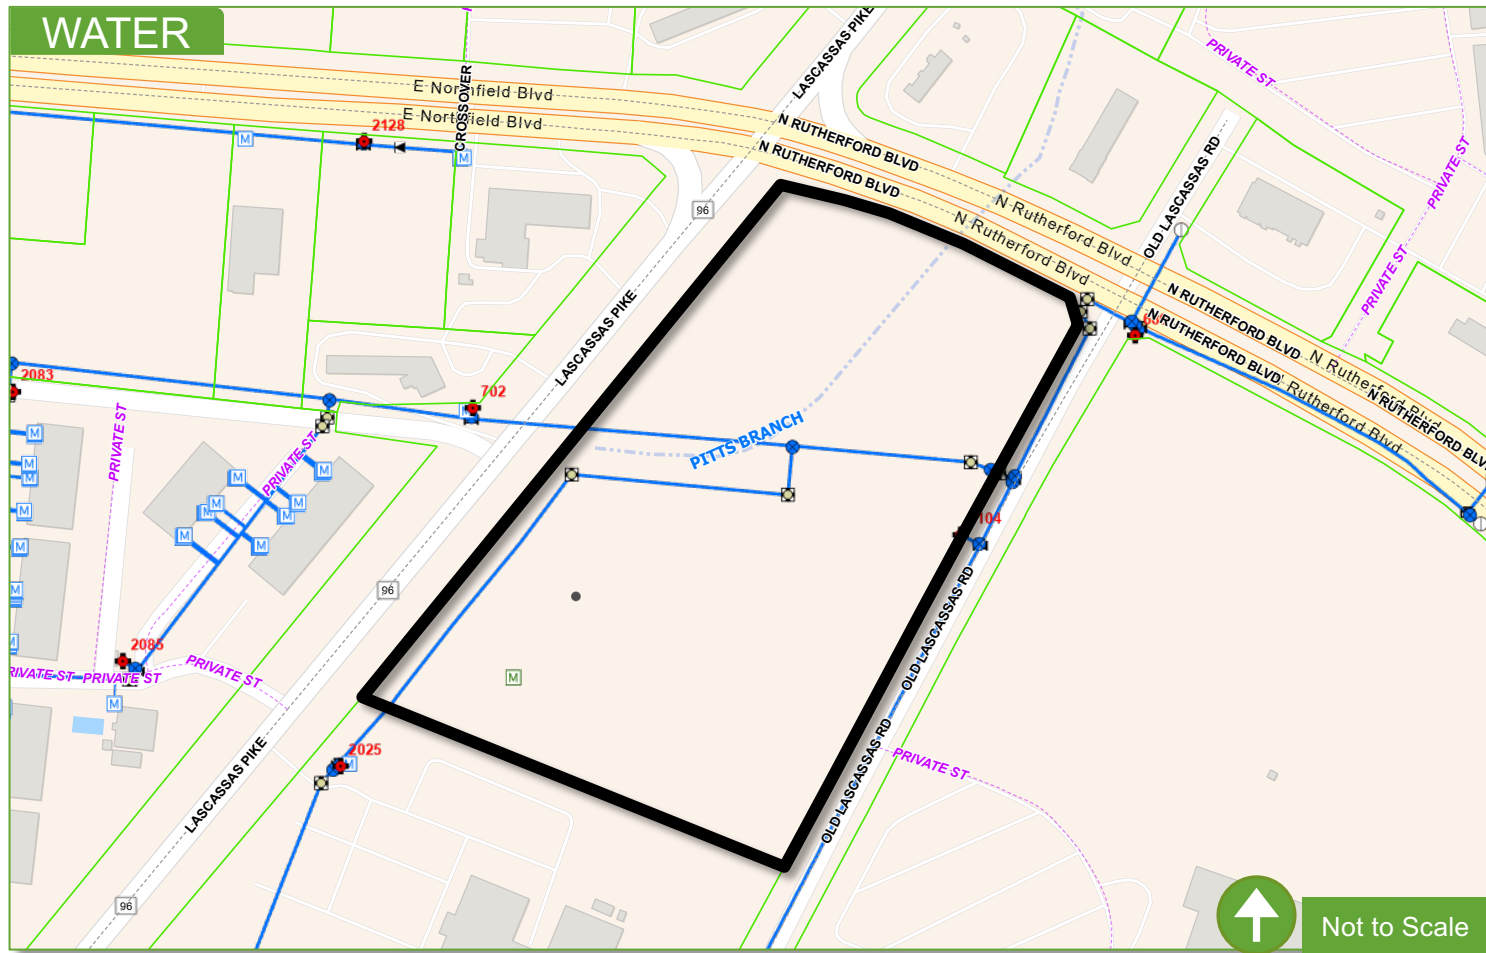 WATER
LASCASSAS PIKE
PRIVATE ST
E Northfield Blvd
CROSSOVER
E Northfield Blvd
2128
M
M
N RUTHERFORD BLVD
N RUTHERFORD BLVD
OLD LASCASSAS RD
PRIVATE ST
PRIVATE ST
96
N Rutherford Blvd
N Rutherford Blvd
N RUTHERFORD BLVD
N RUTHERFORD BLVD
N Rutherford Blvd
Rutherford Blvd
N RUTHERFORD BLVD
LASCASSAS PIKE
2083
702
PRIVATE ST
PRIVATE ST
PITTS BRANCH
M
M
M
M
M
M
M
M
M
M
M
M
M
M
104
96
M
M
OLD LASCASSAS RD
2085
RIVATE ST
PRIVATE ST
PRIVATE ST
M
M
2025
M
LASCASSAS PIKE
OLD LASCASSAS RD
PRIVATE ST
96
Not to Scale